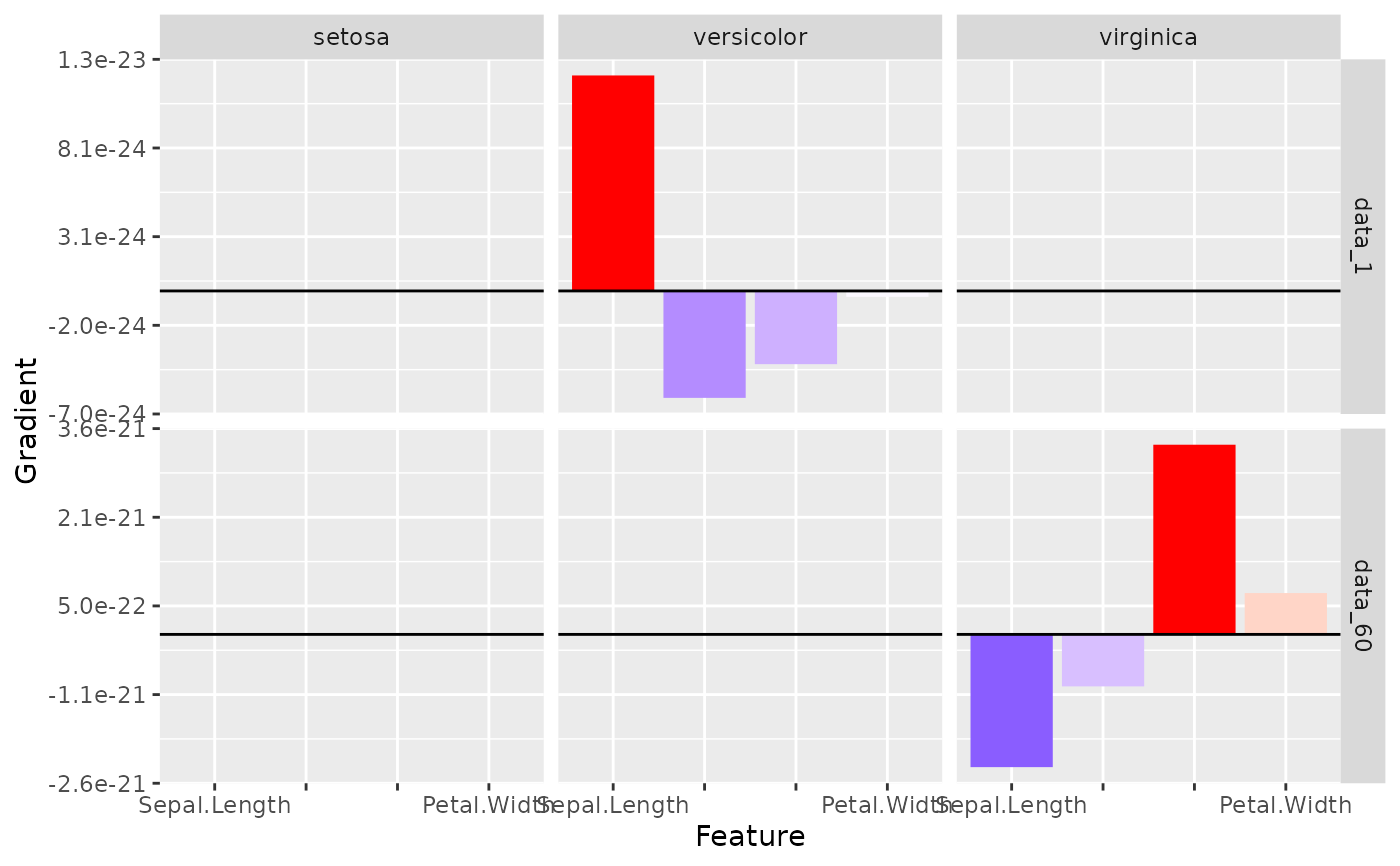 setosa versicolor virginica
1.3e-23
8.1e-24
3.1e-24
-2.0e-24
-7.0e-24
data_1
3.6e-21
2.1e-21
5.0e-22
-1.1e-21
-2.6e-21
data_60
Gradient
Sepal.Length Petal.Width Sepal.Length Petal.Width Sepal.Length Petal.Width
Feature